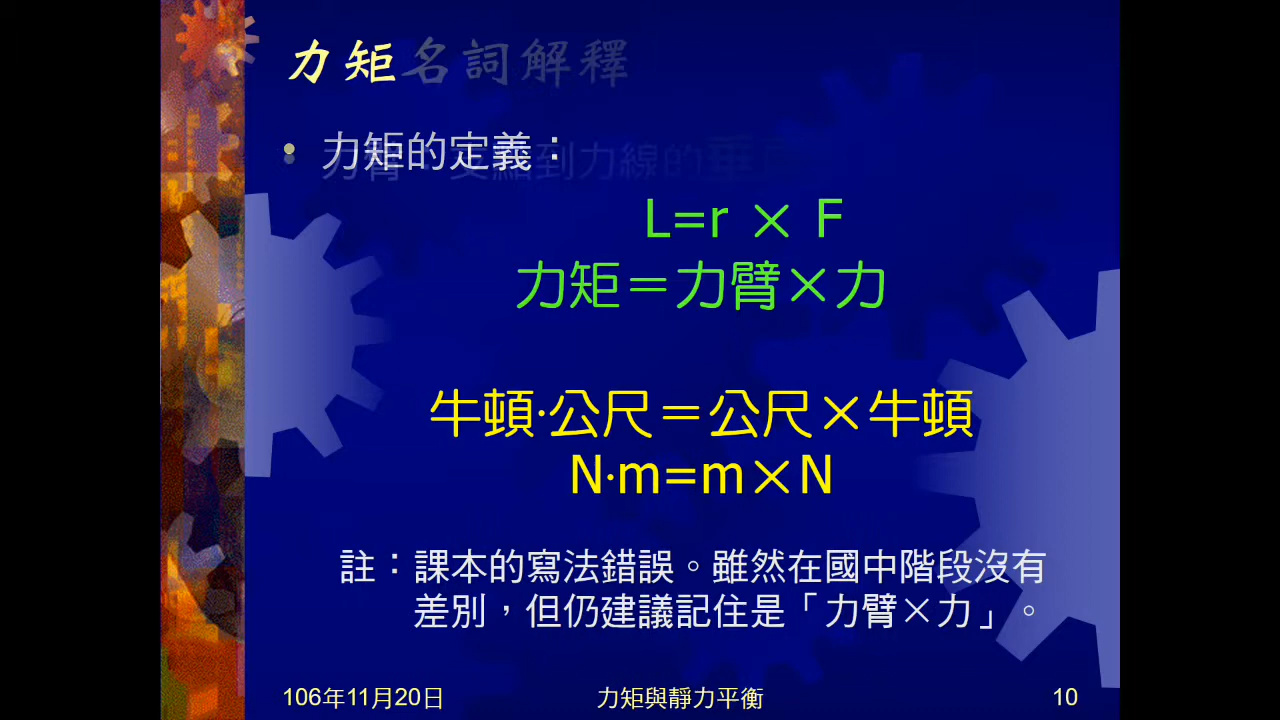 力矩名詞解釋
• 力矩的定義：
L=r × F
力矩＝力臂×力
牛頓·公尺＝公尺×牛頓
N·m=m×N
註：課本的寫法錯誤。雖然在國中階段沒有
差別，但仍建議記住是「力臂×力」。
106年11月20日
力矩與靜力平衡
10